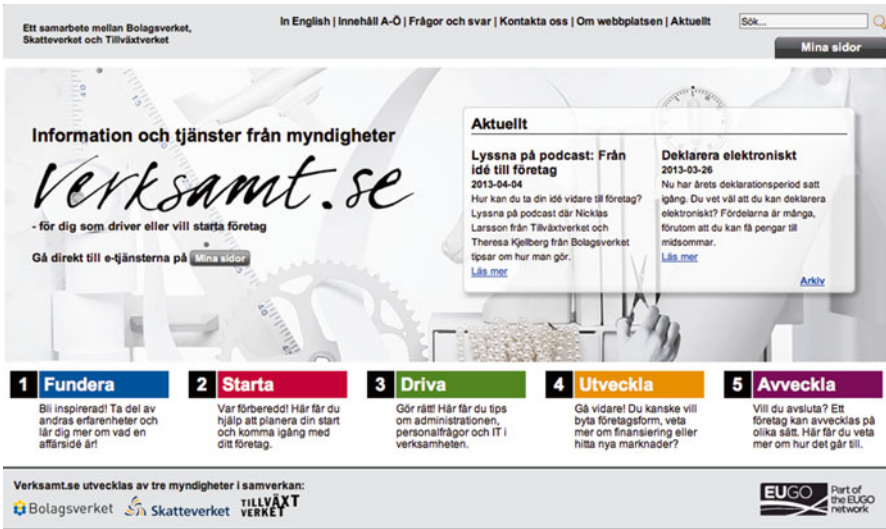 Ett samarbete mellan Bolagsverket,
Skatteverket och Tillväxtverket
In English | Innehåll A-Ö | Frågor och svar | Kontakta oss | Om webbplatsen | Aktuellt
Sök...
Mina sidor
Information och tjänster från myndigheter
Verksamt.se
- för dig som driver eller vill starta företag
Gå direkt till e-tjänsterna på Mina sidor
Aktuellt
Lyssna på podcast: Från
idé till företag
2013-04-04
Hur kan du ta din idé vidare till företag?
Lyssna på podcast där Nicklas
Larsson från Tillväxtverket och
Theresa Kjellberg från Bolagsverket
tipsar om hur man gör.
Läs mer
Deklarera elektroniskt
2013-03-26
Nu har årets deklarationsperiod satt
igång. Du vet väl att du kan deklarera
elektroniskt? Fördelarna är många,
förutom att du kan få pengar till
midsommar.
Läs mer
Arkiv
1 Fundera
Bli inspirerad! Ta del av
andras erfarenheter och
lär dig mer om vad en
affärsidé är!
2 Starta
Var förberedd! Här får du
hjälp att planera din start
och komma igång med
ditt företag.
3 Driva
Gör rätt! Här får du tips
om administrationen,
personalfrågor och IT i
verksamheten.
4 Utveckla
Gå vidare! Du kanske vill
byta företagsform, veta
mer om finansiering eller
hitta nya marknader?
5 Avveckla
Vill du avsluta? Ett
företag kan avvecklas på
olika sätt. Här får du veta
mer om hur det går till.
Verksamt.se utvecklas av tre myndigheter i samverkan:
Bolagsverket
Skatteverket
TILLVÄXT
VERKET
EUGO
Part of
the EUGO
network